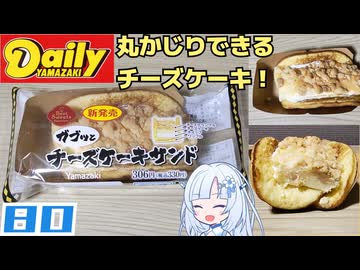 Daily
YAMAZAKI
丸かじりできる
チーズケーキ！
Best Sweets
新発売
ガブッと
チーズケーキサンド
Yamazaki
306円(税込330円)
80